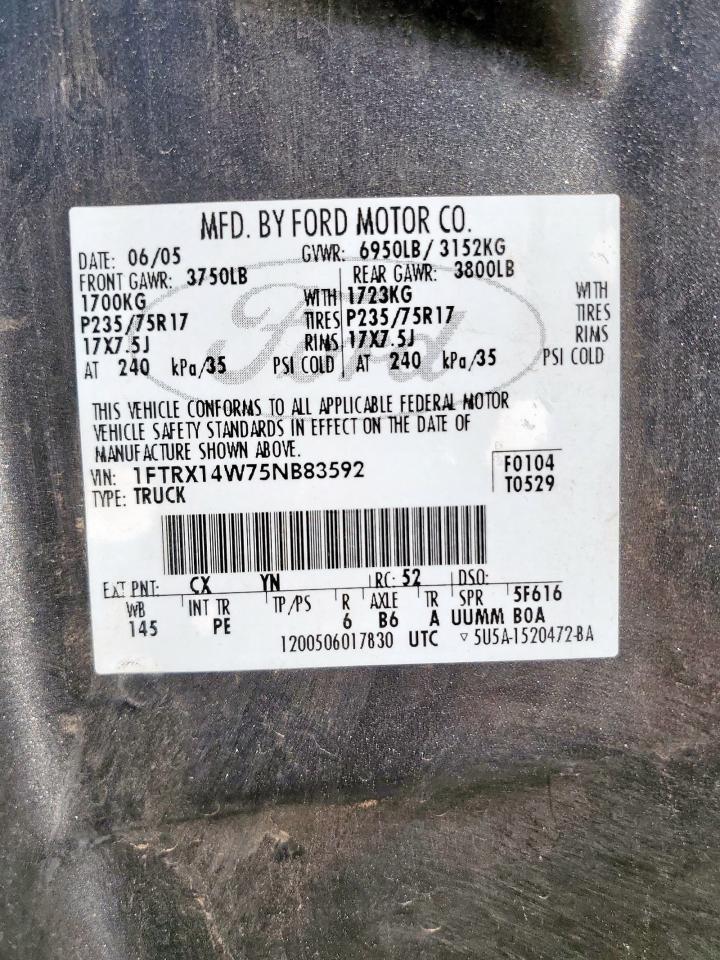 MFD. BY FORD MOTOR CO.
DATE: 06/05 GVWR: 6950LB/ 3152KG
FRONT GAWR: 3750LB REAR GAWR: 3800LB
1700KG WITH 1723KG WITH
P235/75R17 TIRES P235/75R17 TIRES
17X7.5J RIMS 17X7.5J RIMS
AT 240 kPa/35 PSI COLD AT 240 kPa/35 PSI COLD
Ford
THIS VEHICLE CONFORMS TO ALL APPLICABLE FEDERAL MOTOR
VEHICLE SAFETY STANDARDS IN EFFECT ON THE DATE OF
MANUFACTURE SHOWN ABOVE.
VIN: 1FTRX14W75NB83592 F0104
TYPE: TRUCK T0529
EXT PNT: CX YN RC: 52 DSO:
WB INT TR TP/PS R AXLE TR SPR 5F616
145 PE 6 B6 A UUMM B0A
1200506017830 UTC ▽ 5U5A-1520472-BA